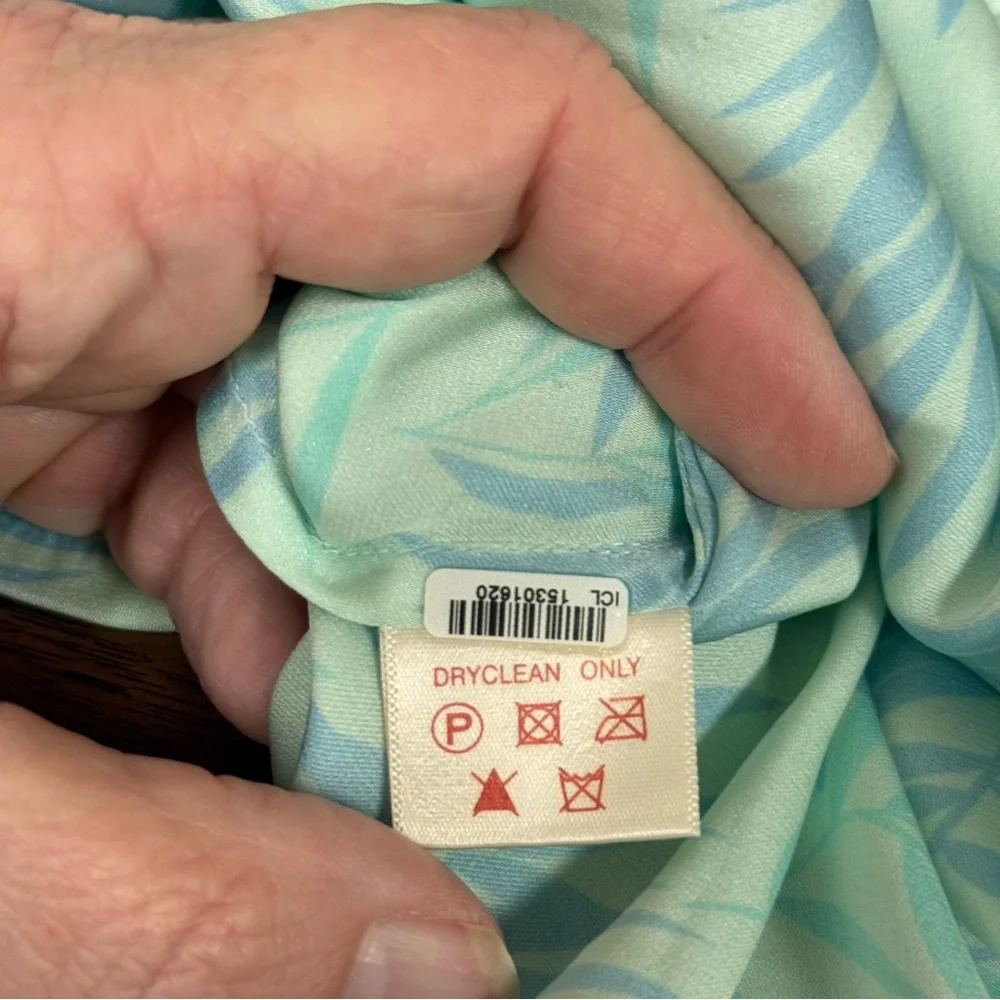 ICL 15301620
DRYCLEAN ONLY
P